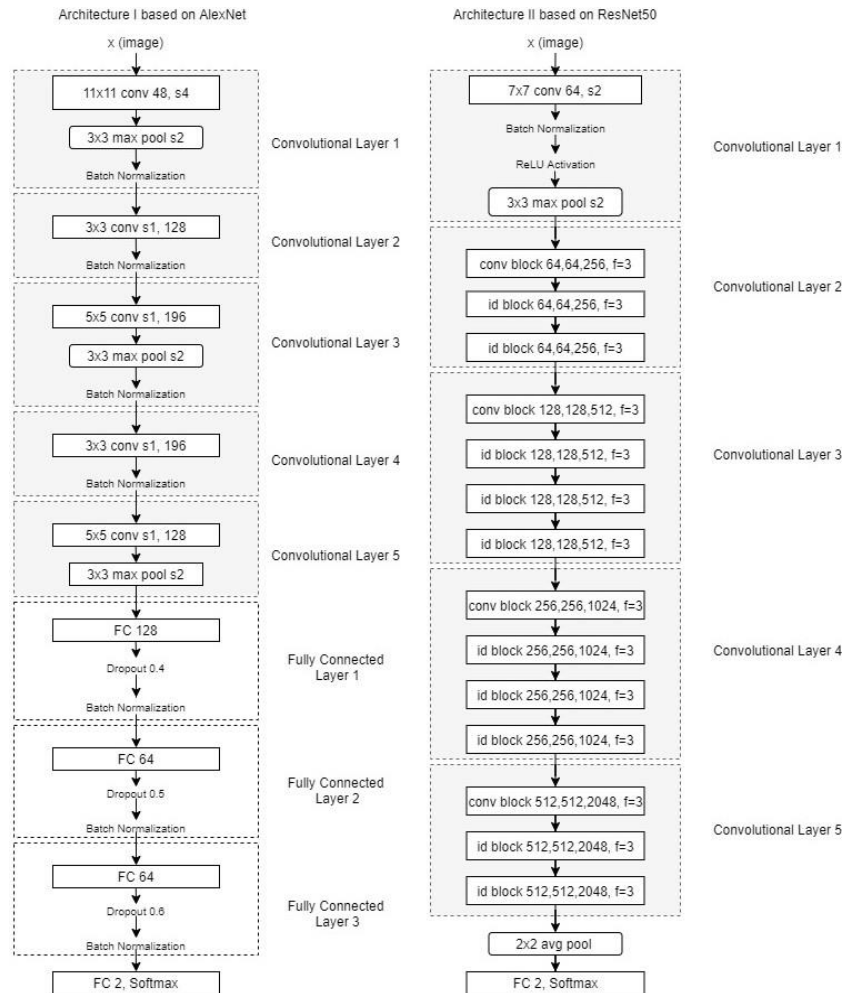 Architecture I based on AlexNet
x (image)
11x11 conv 48, s4
3x3 max pool s2
Batch Normalization
Convolutional Layer 1
3x3 conv s1, 128
Batch Normalization
Convolutional Layer 2
5x5 conv s1, 196
3x3 max pool s2
Batch Normalization
Convolutional Layer 3
3x3 conv s1, 196
Batch Normalization
Convolutional Layer 4
5x5 conv s1, 128
3x3 max pool s2
Convolutional Layer 5
FC 128
Dropout 0.4
Batch Normalization
Fully Connected
Layer 1
FC 64
Dropout 0.5
Batch Normalization
Fully Connected
Layer 2
FC 64
Dropout 0.6
Batch Normalization
Fully Connected
Layer 3
FC 2, Softmax
Architecture II based on ResNet50
x (image)
7x7 conv 64, s2
Batch Normalization
ReLU Activation
3x3 max pool s2
Convolutional Layer 1
conv block 64,64,256, f=3
id block 64,64,256, f=3
id block 64,64,256, f=3
Convolutional Layer 2
conv block 128,128,512, f=3
id block 128,128,512, f=3
id block 128,128,512, f=3
id block 128,128,512, f=3
Convolutional Layer 3
conv block 256,256,1024, f=3
id block 256,256,1024, f=3
id block 256,256,1024, f=3
id block 256,256,1024, f=3
Convolutional Layer 4
conv block 512,512,2048, f=3
id block 512,512,2048, f=3
id block 512,512,2048, f=3
Convolutional Layer 5
2x2 avg pool
FC 2, Softmax